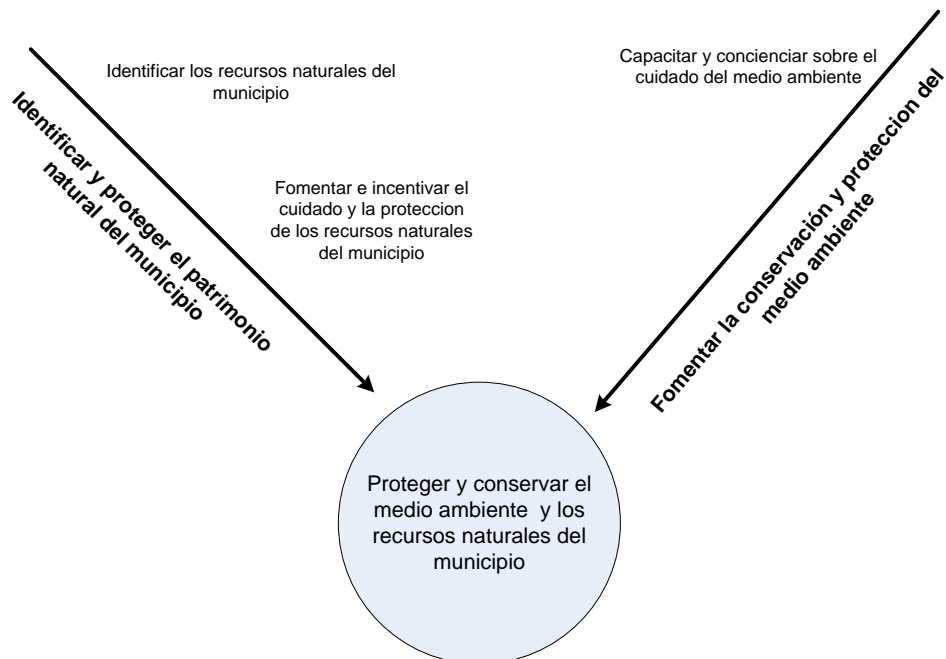 Identificar los recursos naturales del
municipio
Identificar y proteger el patrimonio
natural del municipio
Fomentar e incentivar el
cuidado y la proteccion
de los recursos naturales
del municipio
Capacitar y concienciar sobre el
cuidado del medio ambiente
Fomentar la conservación y proteccion del
medio ambiente
Proteger y conservar el
medio ambiente y los
recursos naturales del
municipio